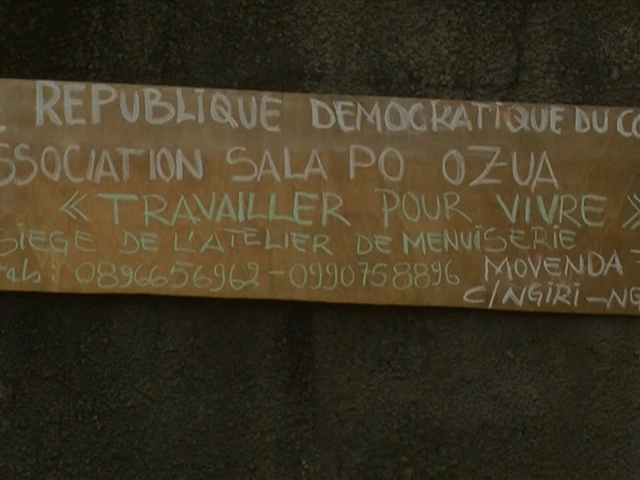 REPUBLIQUE DEMOCRATIQUE DU CO
SSOCIATION SALA PO OZUA
« TRAVAILLER POUR VIVRE »
SIEGE DE L'ATELIER DE MENUISERIE
: 0896656962 - 0990758896 MOVENDA
C/NGIRI - NG